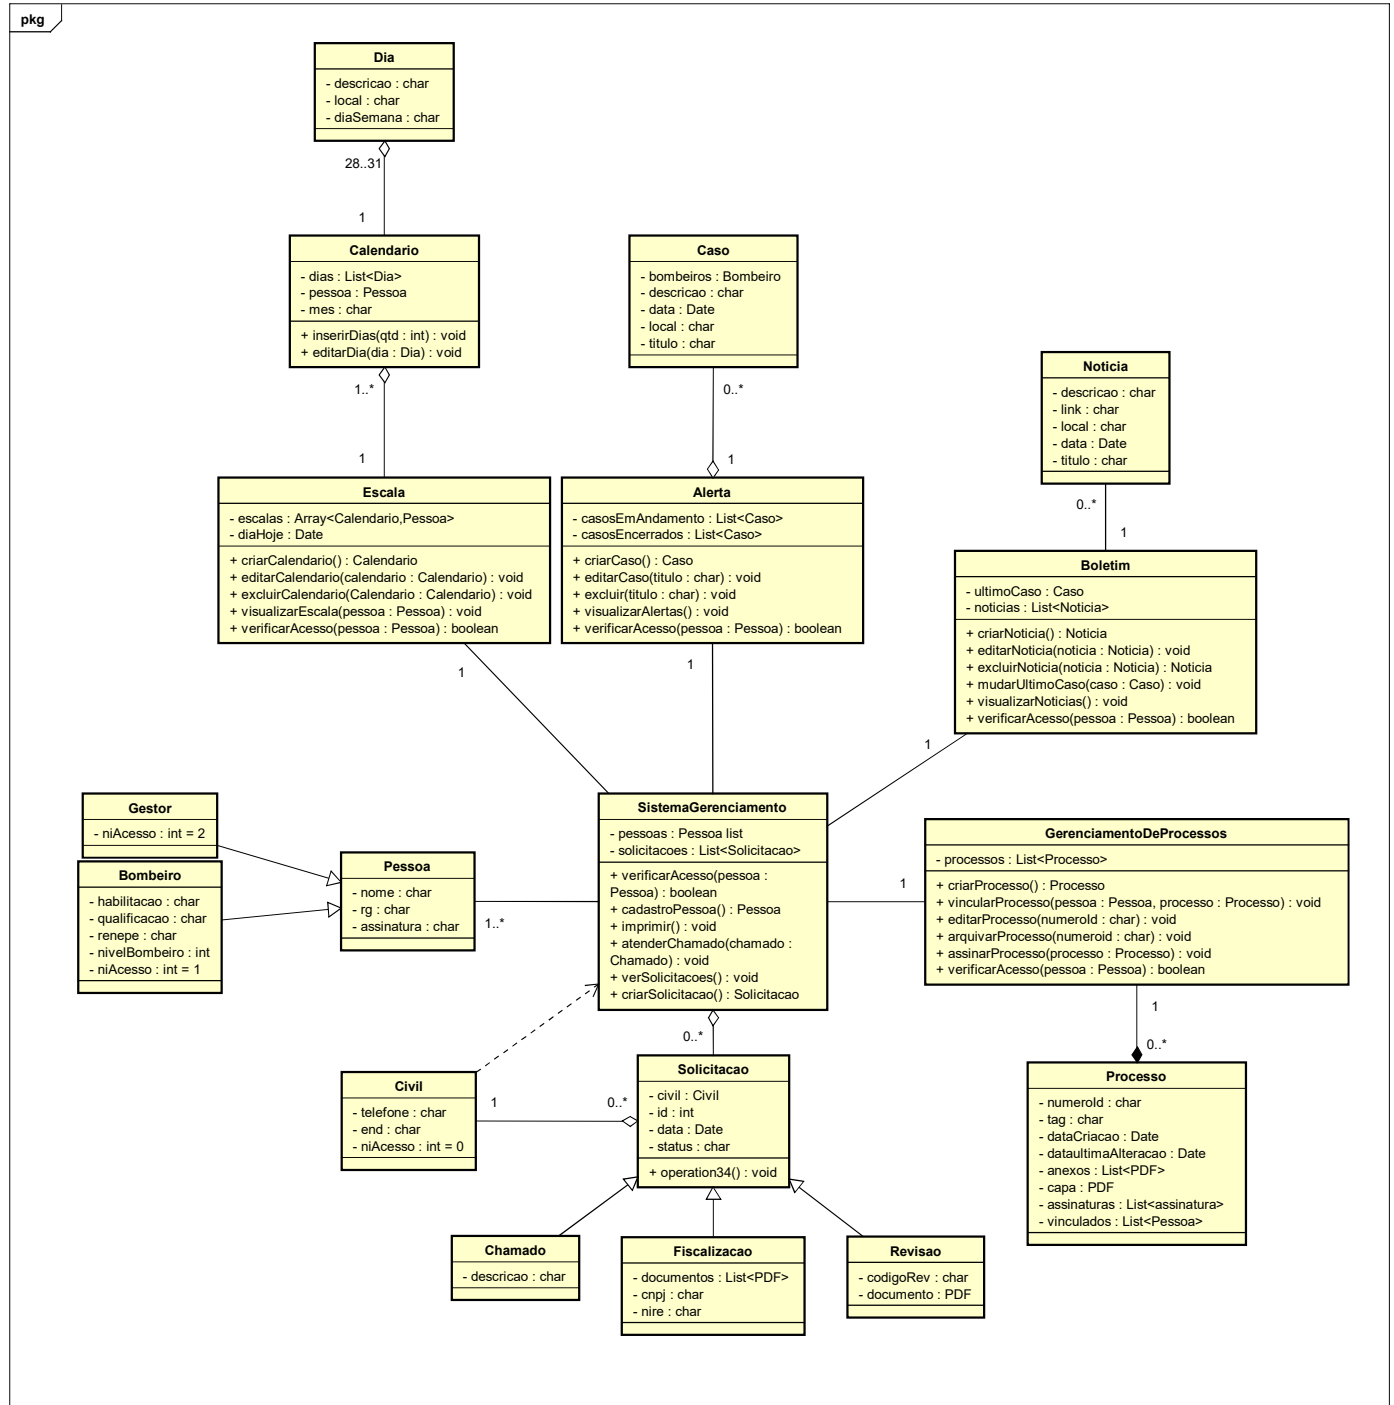 pkg
Dia
- descricao : char
- local : char
- diaSemana : char
28..31
1
Calendario
- dias : List<Dia>
- pessoa : Pessoa
- mes : char
+ inserirDias(qtd : int) : void
+ editarDia(dia : Dia) : void
1..*
1
Caso
- bombeiros : Bombeiro
- descricao : char
- data : Date
- local : char
- titulo : char
0..*
1
Noticia
- descricao : char
- link : char
- local : char
- data : Date
- titulo : char
0..*
1
Escala
- escalas : Array<Calendario,Pessoa>
- diaHoje : Date
+ criarCalendario() : Calendario
+ editarCalendario(calendario : Calendario) : void
+ excluirCalendario(Calendario : Calendario) : void
+ visualizarEscala(pessoa : Pessoa) : void
+ verificarAcesso(pessoa : Pessoa) : boolean
1
Alerta
- casosEmAndamento : List<Caso>
- casosEncerrados : List<Caso>
+ criarCaso() : Caso
+ editarCaso(titulo : char) : void
+ excluir(titulo : char) : void
+ visualizarAlertas() : void
+ verificarAcesso(pessoa : Pessoa) : boolean
1
Boletim
- ultimoCaso : Caso
- noticias : List<Noticia>
+ criarNoticia() : Noticia
+ editarNoticia(noticia : Noticia) : void
+ excluirNoticia(noticia : Noticia) : Noticia
+ mudarUltimoCaso(caso : Caso) : void
+ visualizarNoticias() : void
+ verificarAcesso(pessoa : Pessoa) : boolean
1
Gestor
- niAcesso : int = 2
Bombeiro
- habilitacao : char
- qualificacao : char
- renepe : char
- nivelBombeiro : int
- niAcesso : int = 1
Pessoa
- nome : char
- rg : char
- assinatura : char
1..*
SistemaGerenciamento
- pessoas : Pessoa list
- solicitacoes : List<Solicitacao>
+ verificarAcesso(pessoa :
Pessoa) : boolean
+ cadastroPessoa() : Pessoa
+ imprimir() : void
+ atenderChamado(chamado :
Chamado) : void
+ verSolicitacoes() : void
+ criarSolicitacao() : Solicitacao
0..*
1
GerenciamentoDeProcessos
- processos : List<Processo>
+ criarProcesso() : Processo
+ vincularProcesso(pessoa : Pessoa, processo : Processo) : void
+ editarProcesso(numeroId : char) : void
+ arquivarProcesso(numeroid : char) : void
+ assinarProcesso(processo : Processo) : void
+ verificarAcesso(pessoa : Pessoa) : boolean
1
0..*
Civil
- telefone : char
- end : char
- niAcesso : int = 0
1
0..*
Solicitacao
- civil : Civil
- id : int
- data : Date
- status : char
+ operation34() : void
Processo
- numeroId : char
- tag : char
- dataCriacao : Date
- dataultimaAlteracao : Date
- anexos : List<PDF>
- capa : PDF
- assinaturas : List<assinatura>
- vinculados : List<Pessoa>
Chamado
- descricao : char
Fiscalizacao
- documentos : List<PDF>
- cnpj : char
- nire : char
Revisao
- codigoRev : char
- documento : PDF